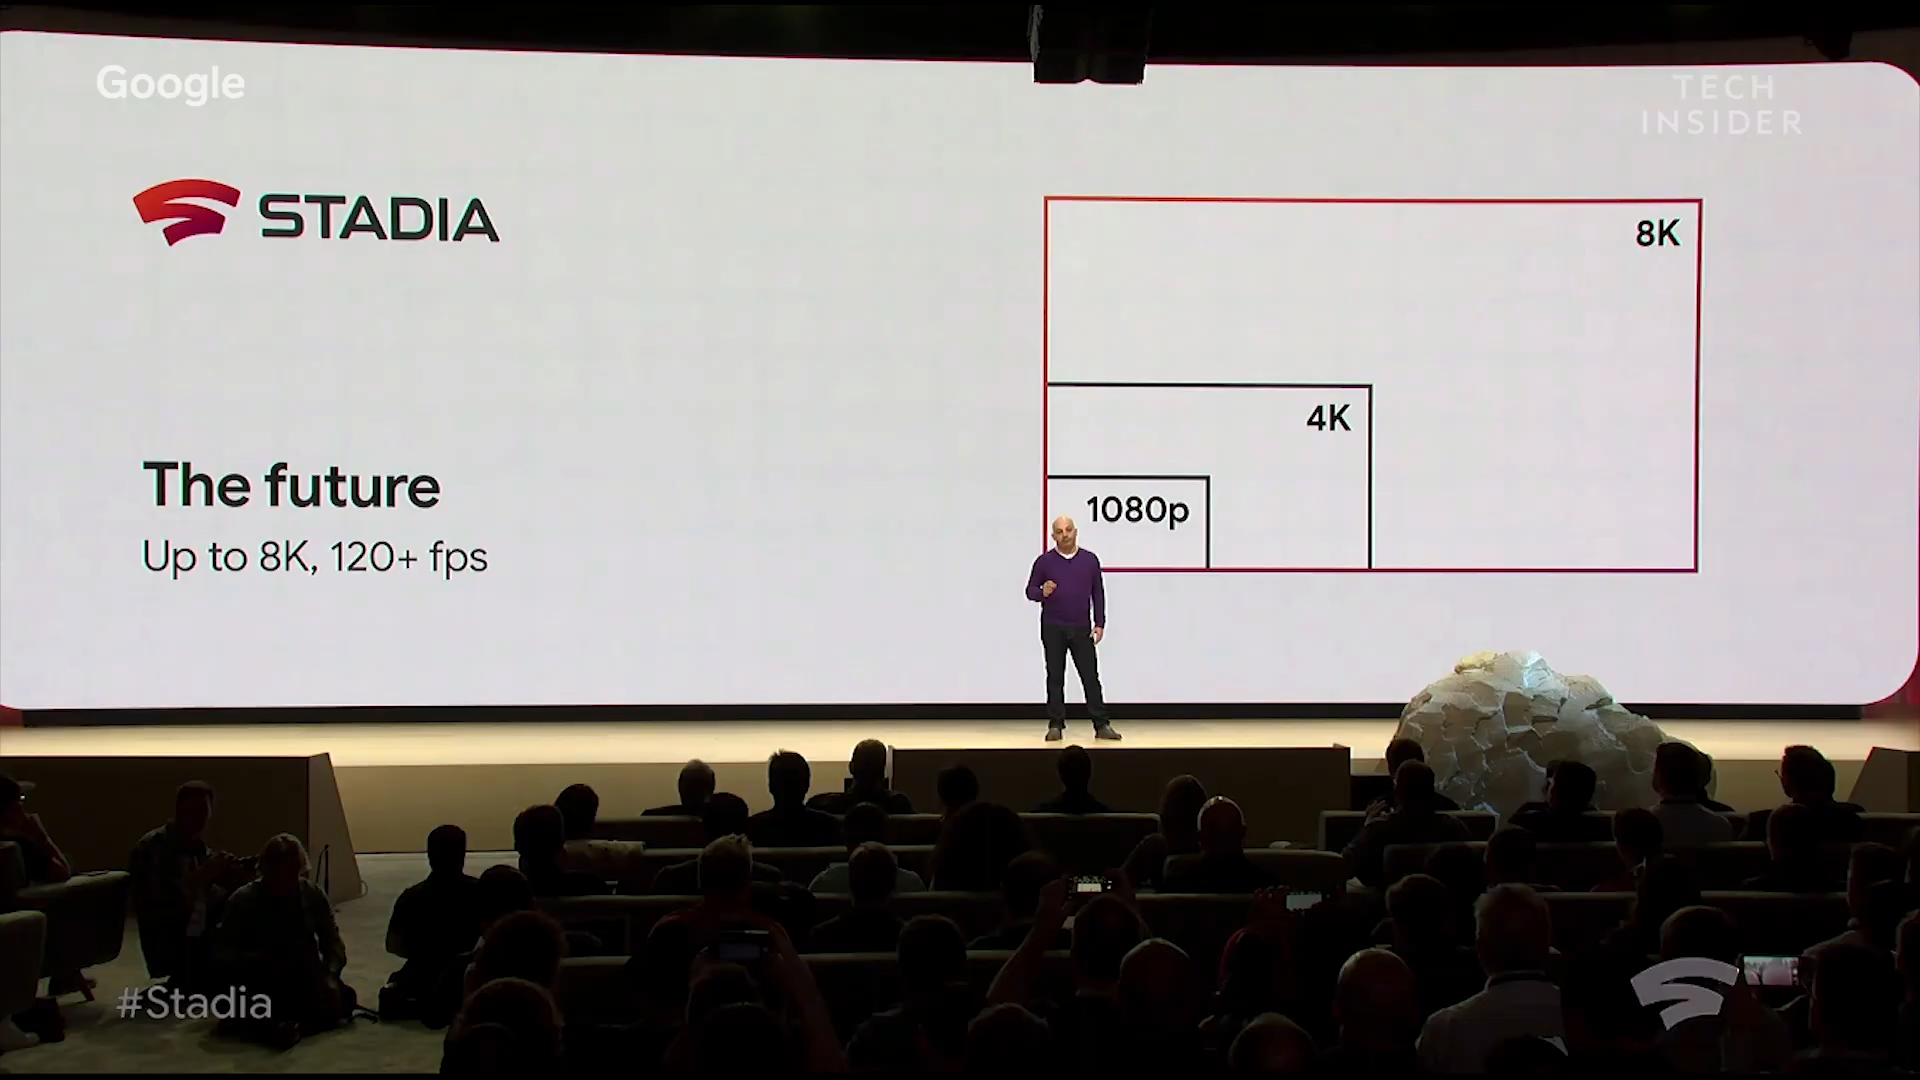 Google
TECH
INSIDER
STADIA
8K
4K
1080p
The future
Up to 8K, 120+ fps
#Stadia